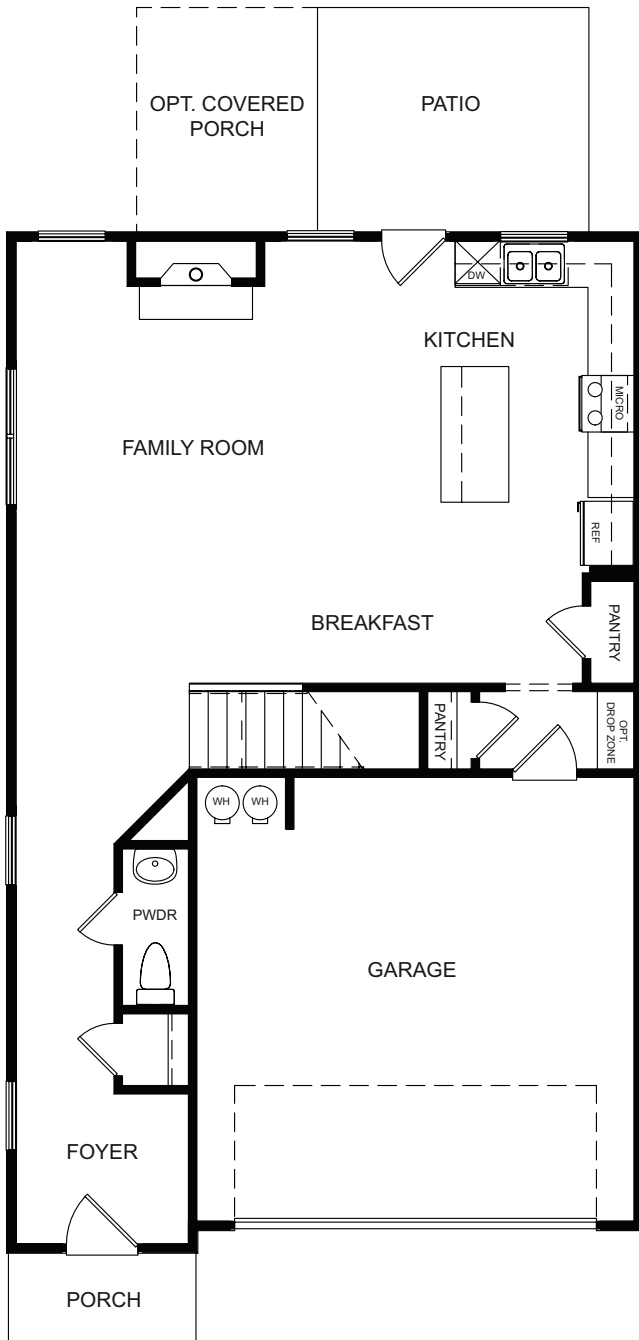 OPT. COVERED
PORCH
PATIO
DW
KITCHEN
MICRO
FAMILY ROOM
REF
BREAKFAST
PANTRY
PANTRY
OPT.
DROP ZONE
WH
WH
PWDR
GARAGE
FOYER
PORCH